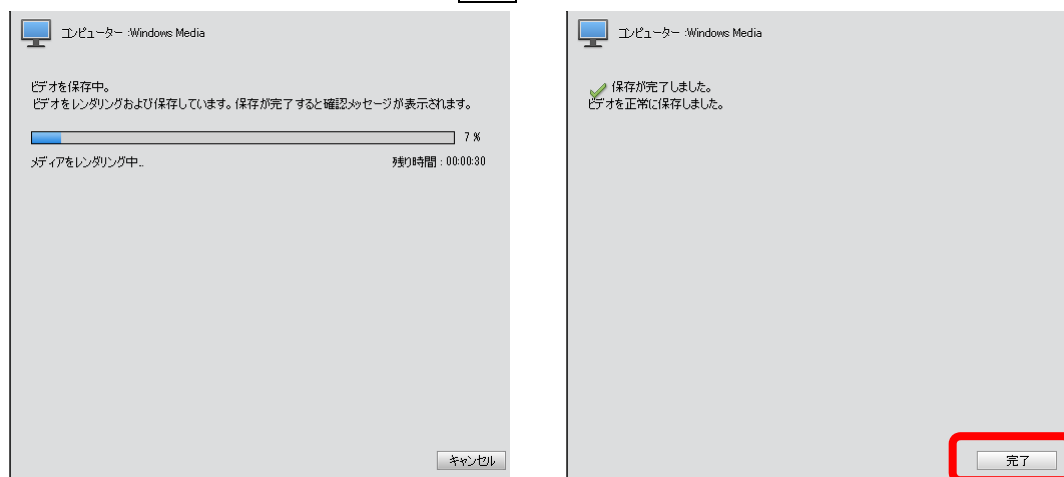 コンピューター :Windows Media
ビデオを保存中。
ビデオをレンダリングおよび保存しています。保存が完了すると確認メッセージが表示されます。
7 %
メディアをレンダリング中...
残り時間 : 00:00:30
キャンセル
コンピューター :Windows Media
保存が完了しました。
ビデオを正常に保存しました。
完了